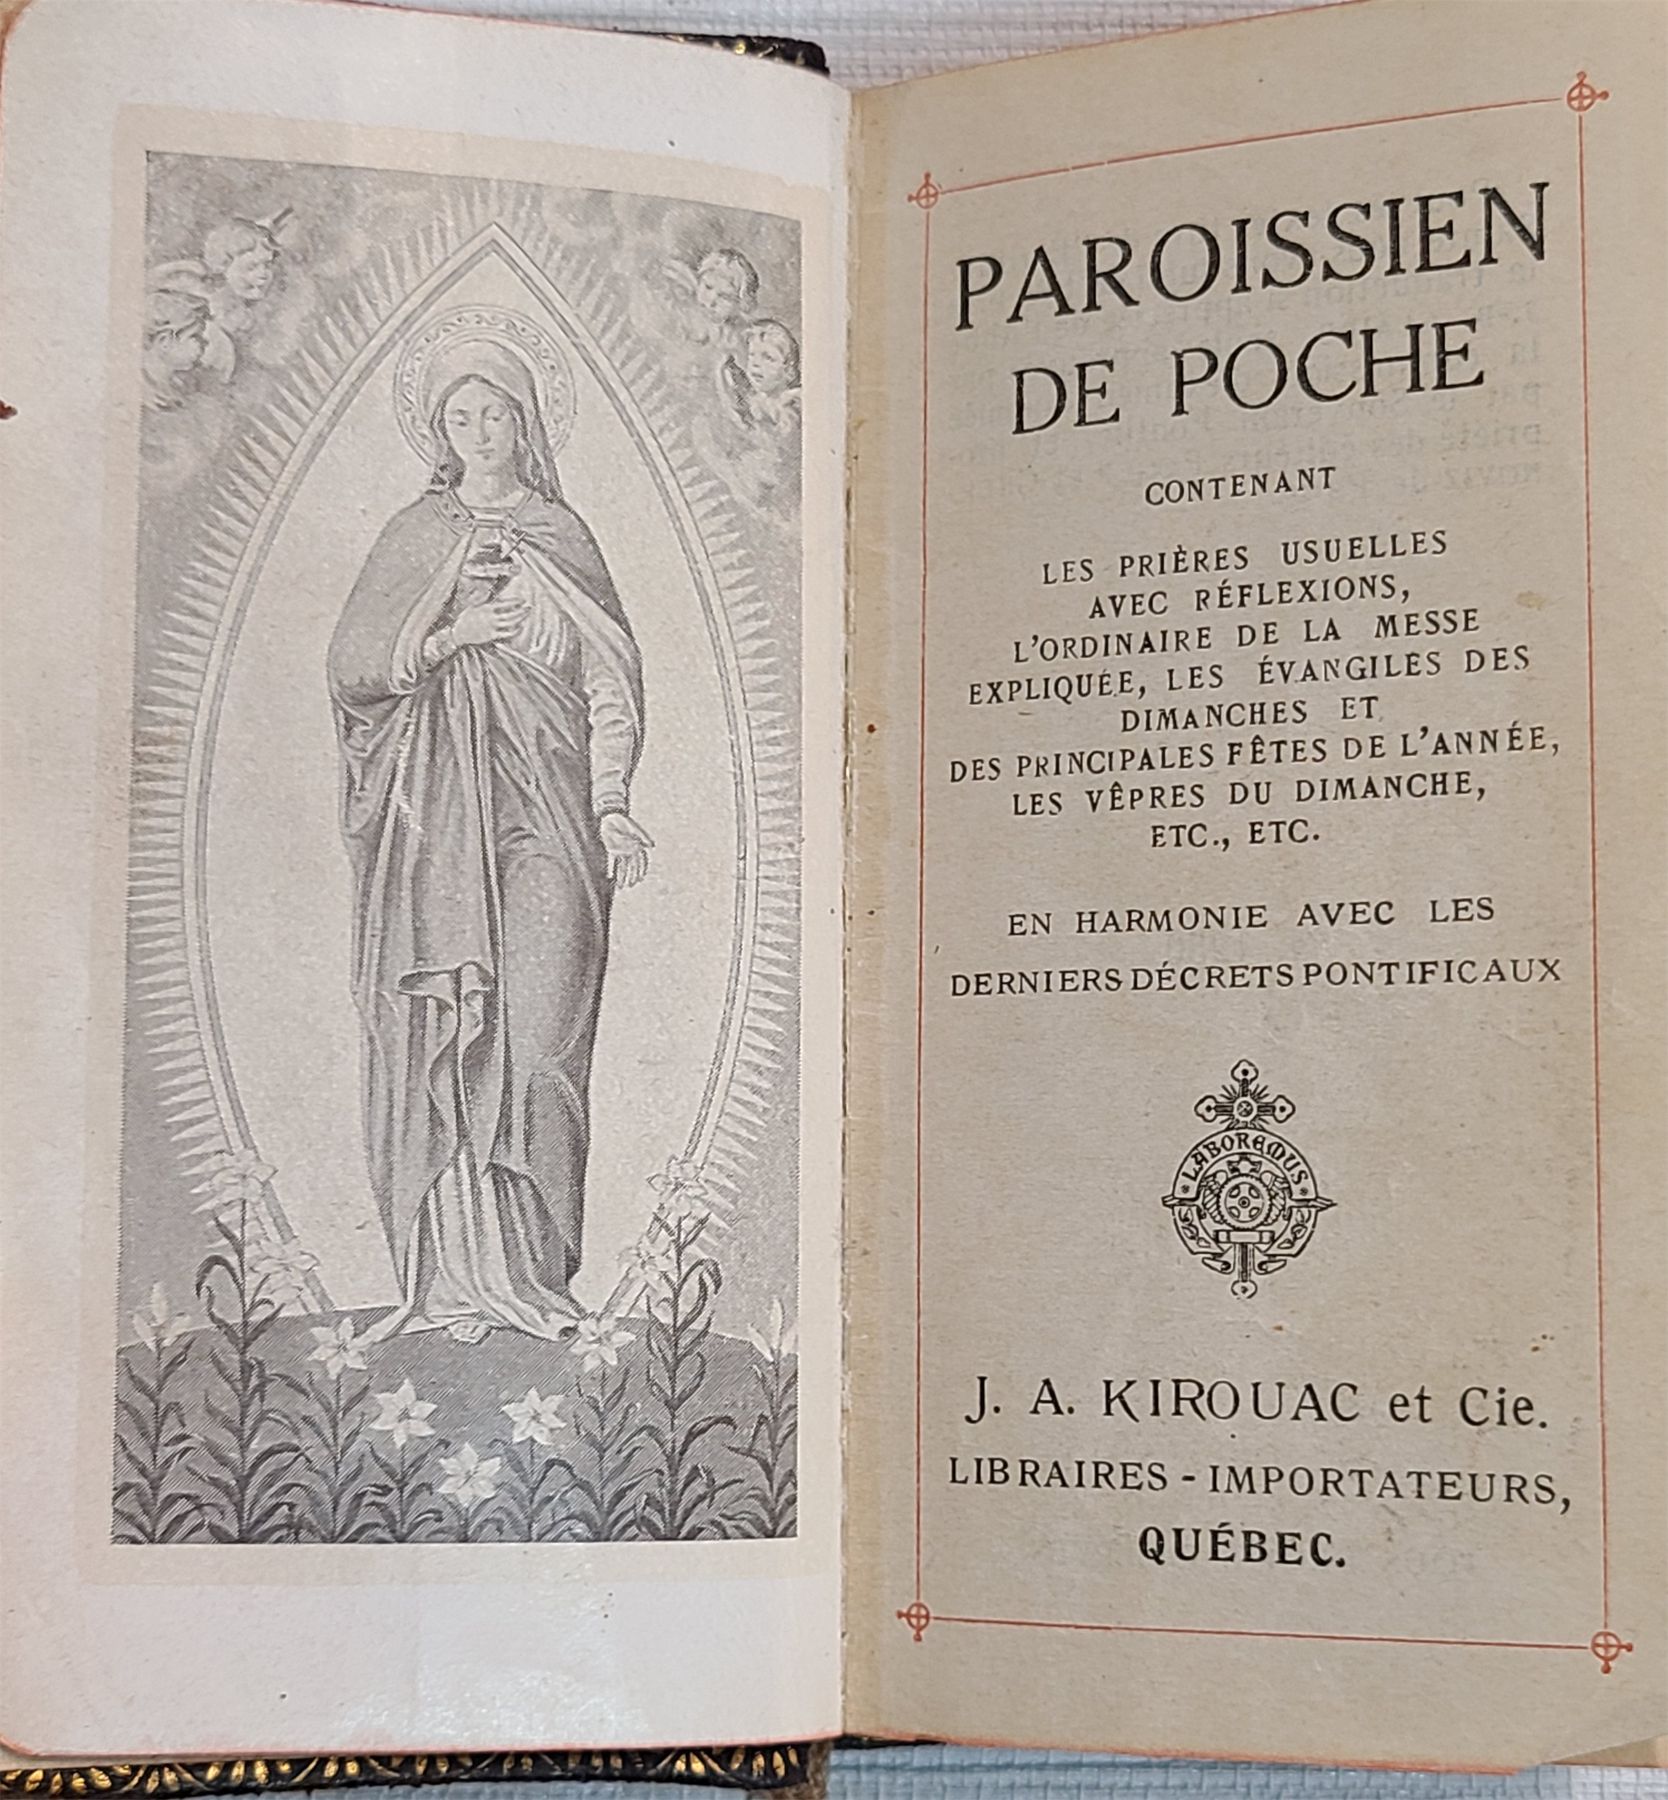 PAROISSIEN
DE POCHE
CONTENANT
LES PRIÈRES USUELLES
AVEC RÉFLEXIONS,
L'ORDINAIRE DE LA MESSE
EXPLIQUÉE, LES ÉVANGILES DES
DIMANCHES ET
DES PRINCIPALES FÊTES DE L'ANNÉE,
LES VÊPRES DU DIMANCHE,
ETC., ETC.
EN HARMONIE AVEC LES
DERNIERS DÉCRETS PONTIFICAUX
LABOREMUS
J. A. KIROUAC et Cie.
LIBRAIRES - IMPORTATEURS,
QUÉBEC.